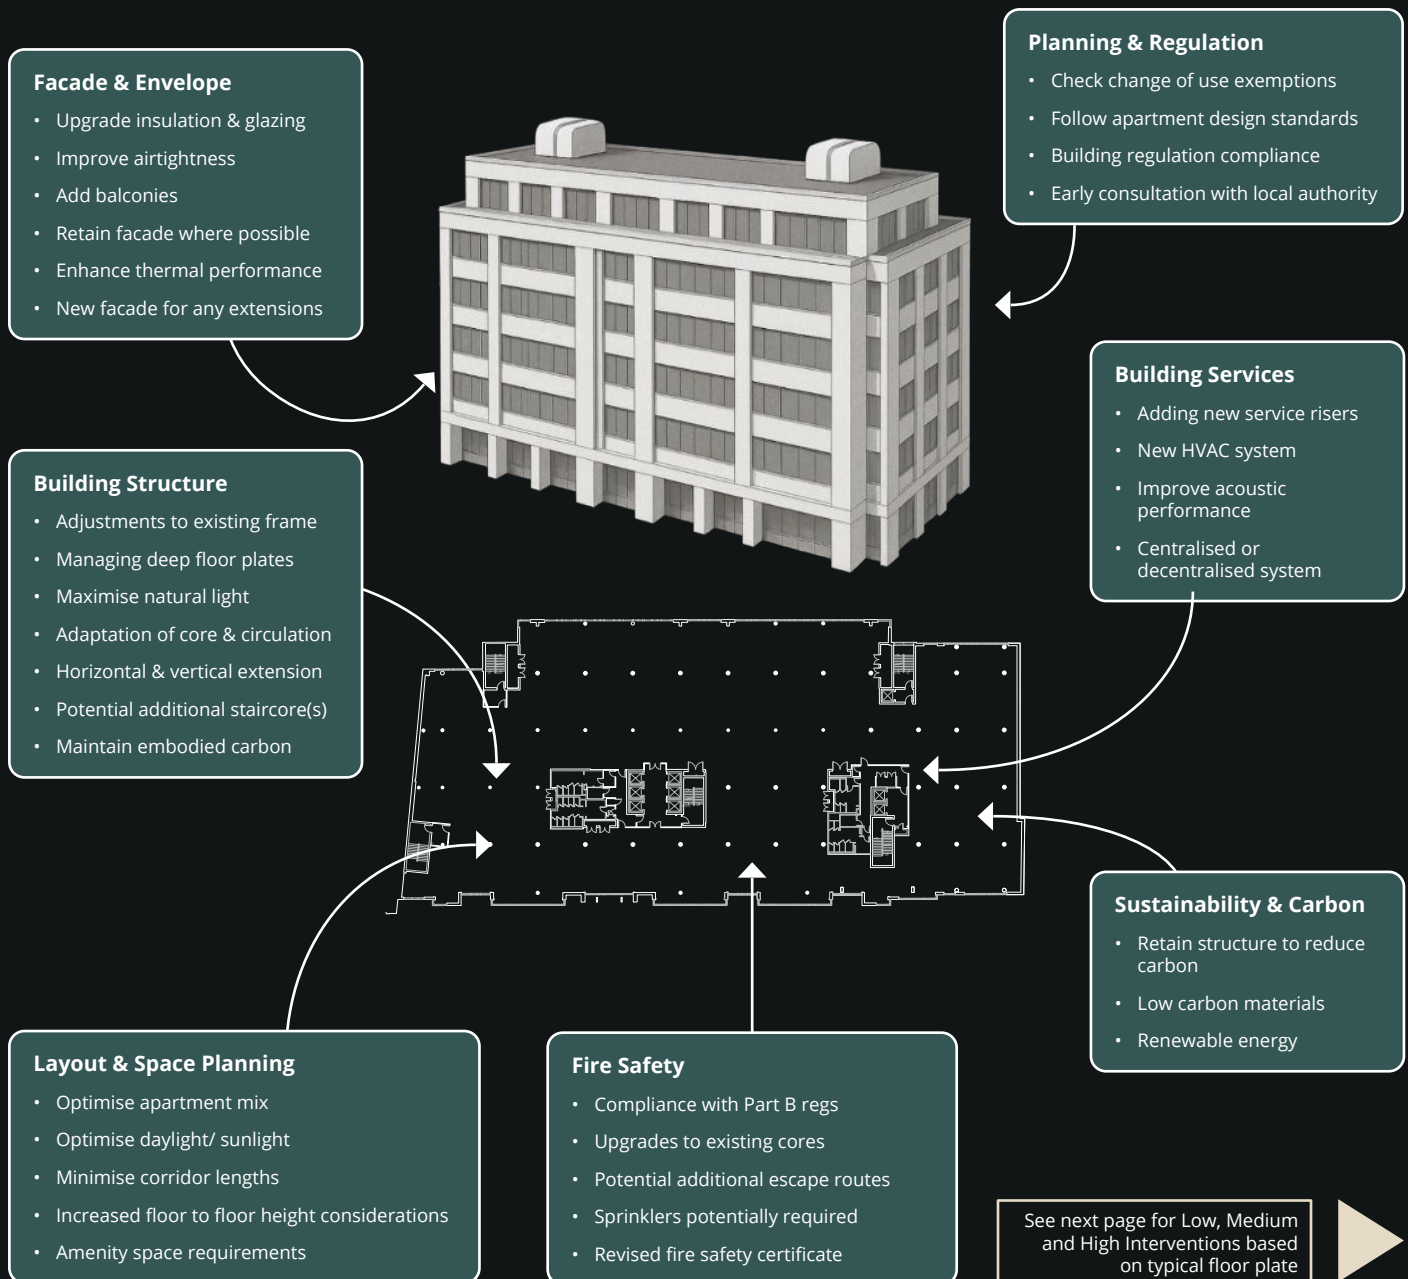 Facade & Envelope
• Upgrade insulation & glazing
• Improve airtightness
• Add balconies
• Retain facade where possible
• Enhance thermal performance
• New facade for any extensions
Planning & Regulation
• Check change of use exemptions
• Follow apartment design standards
• Building regulation compliance
• Early consultation with local authority
Building Structure
• Adjustments to existing frame
• Managing deep floor plates
• Maximise natural light
• Adaptation of core & circulation
• Horizontal & vertical extension
• Potential additional staircore(s)
• Maintain embodied carbon
Building Services
• Adding new service risers
• New HVAC system
• Improve acoustic
performance
• Centralised or
decentralised system
Sustainability & Carbon
• Retain structure to reduce
carbon
• Low carbon materials
• Renewable energy
Layout & Space Planning
• Optimise apartment mix
• Optimise daylight/ sunlight
• Minimise corridor lengths
• Increased floor to floor height considerations
• Amenity space requirements
Fire Safety
• Compliance with Part B regs
• Upgrades to existing cores
• Potential additional escape routes
• Sprinklers potentially required
• Revised fire safety certificate
See next page for Low, Medium
and High Interventions based
on typical floor plate